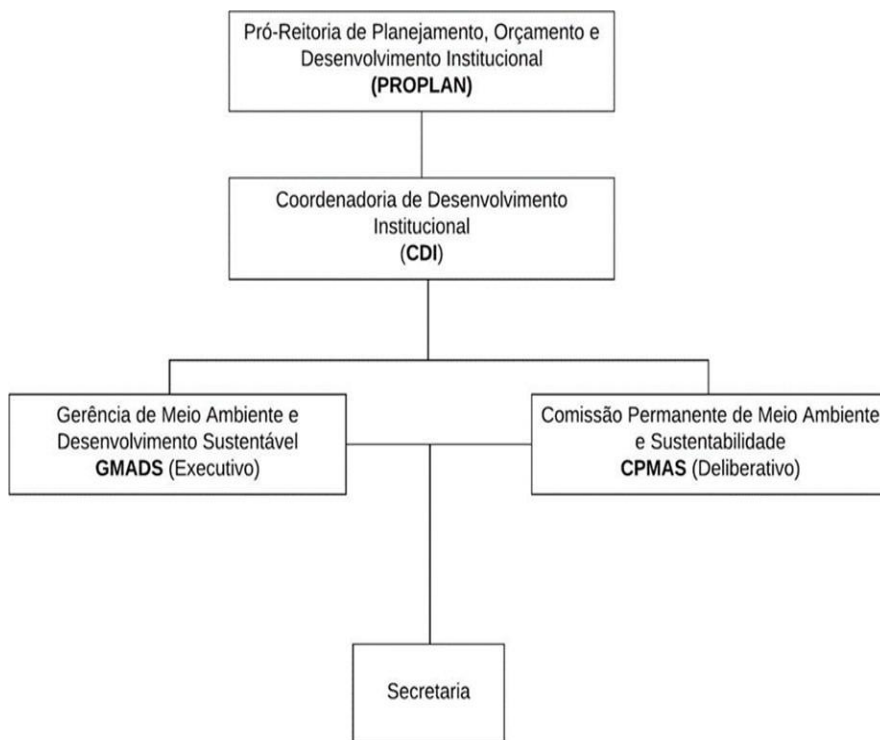 Pró-Reitoria de Planejamento, Orçamento e
Desenvolvimento Institucional
(PROPLAN)
Coordenadoria de Desenvolvimento
Institucional
(CDI)
Gerência de Meio Ambiente e
Desenvolvimento Sustentável
GMADS (Executivo)
Comissão Permanente de Meio Ambiente
e Sustentabilidade
CPMAS (Deliberativo)
Secretaria